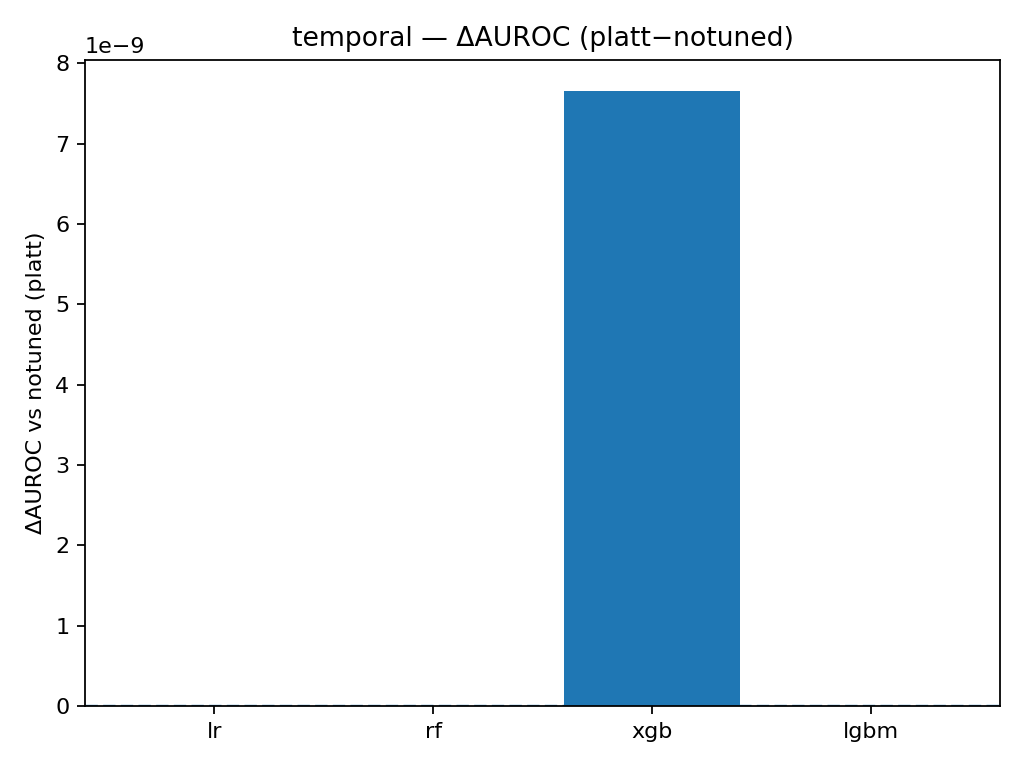 temporal — ΔAUROC (platt−notuned)
1e−9
ΔAUROC vs notuned (platt)
8
7
6
5
4
3
2
1
0
lr rf xgb lgbm